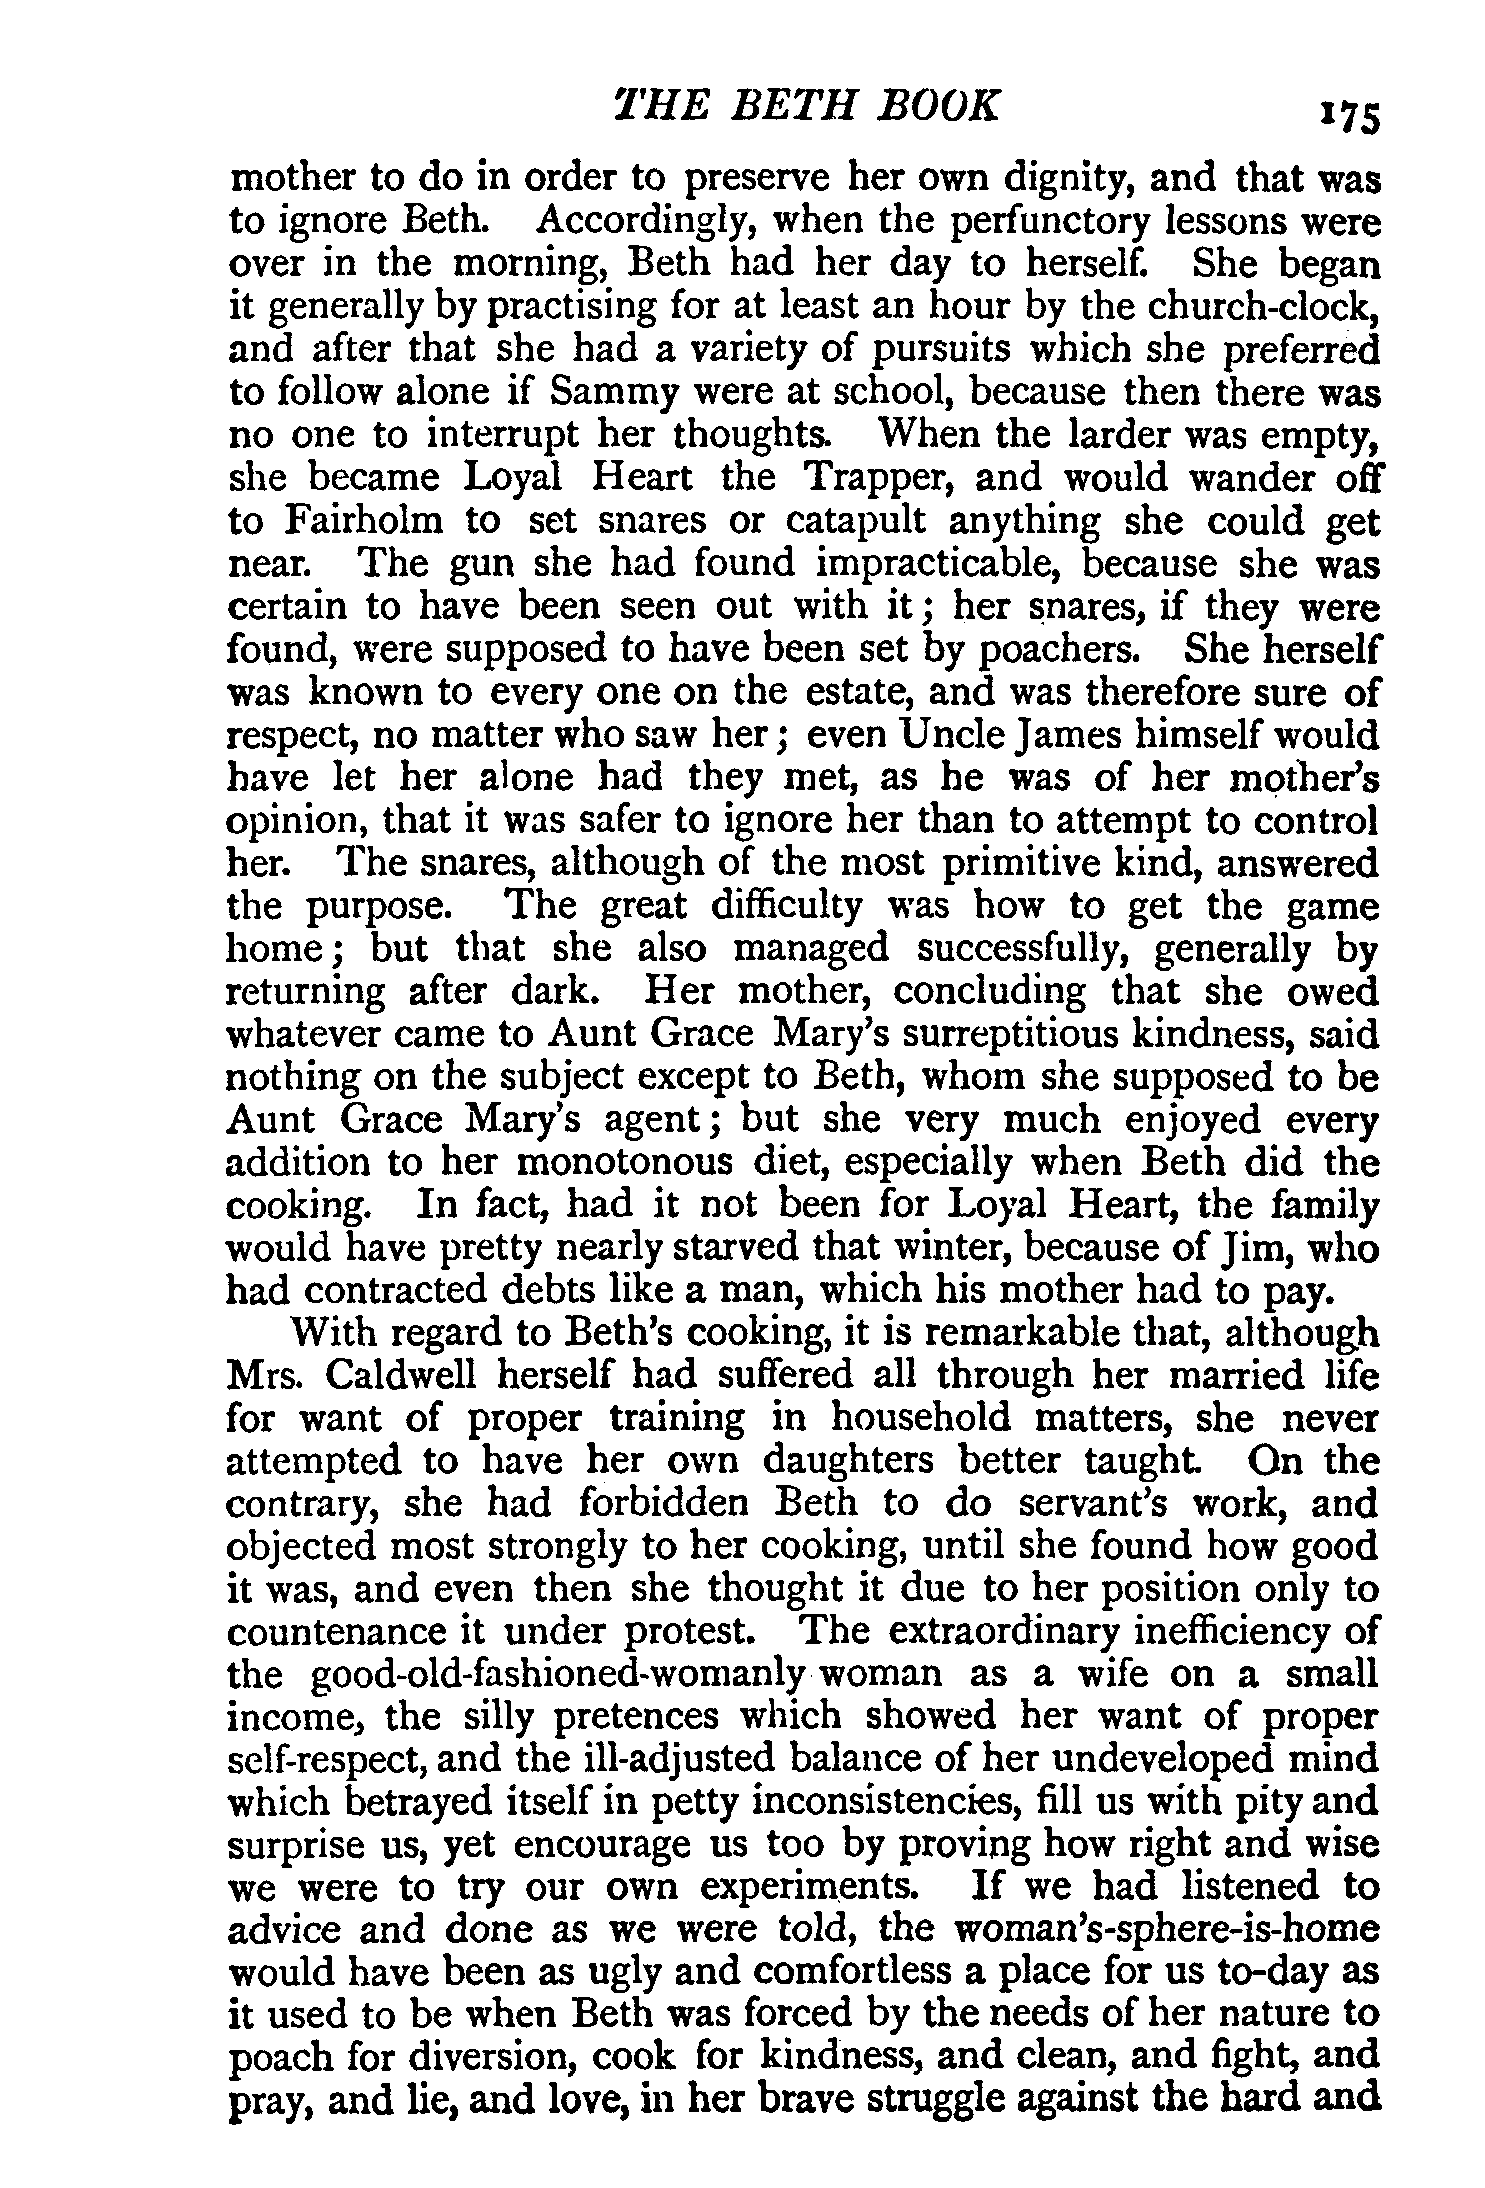 THE BETH BOOK 175
mother to do in order to preserve her own dignity, and that was
to ignore Beth. Accordingly, when the perfunctory lessons were
over in the morning, Beth had her day to herself. She began
it generally by practising for at least an hour by the church-clock,
and after that she had a variety of pursuits which she preferred
to follow alone if Sammy were at school, because then there was
no one to interrupt her thoughts. When the larder was empty,
she became Loyal Heart the Trapper, and would wander off
to Fairholm to set snares or catapult anything she could get
near. The gun she had found impracticable, because she was
certain to have been seen out with it; her snares, if they were
found, were supposed to have been set by poachers. She herself
was known to every one on the estate, and was therefore sure of
respect, no matter who saw her; even Uncle James himself would
have let her alone had they met, as he was of her mother's
opinion, that it was safer to ignore her than to attempt to control
her. The snares, although of the most primitive kind, answered
the purpose. The great difficulty was how to get the game
home; but that she also managed successfully, generally by
returning after dark. Her mother, concluding that she owed
whatever came to Aunt Grace Mary's surreptitious kindness, said
nothing on the subject except to Beth, whom she supposed to be
Aunt Grace Mary's agent; but she very much enjoyed every
addition to her monotonous diet, especially when Beth did the
cooking. In fact, had it not been for Loyal Heart, the family
would have pretty nearly starved that winter, because of Jim, who
had contracted debts like a man, which his mother had to pay.
With regard to Beth's cooking, it is remarkable that, although
Mrs. Caldwell herself had suffered all through her married life
for want of proper training in household matters, she never
attempted to have her own daughters better taught. On the
contrary, she had forbidden Beth to do servant's work, and
objected most strongly to her cooking, until she found how good
it was, and even then she thought it due to her position only to
countenance it under protest. The extraordinary inefficiency of
the good-old-fashioned-womanly woman as a wife on a small
income, the silly pretences which showed her want of proper
self-respect, and the ill-adjusted balance of her undeveloped mind
which betrayed itself in petty inconsistencies, fill us with pity and
surprise us, yet encourage us too by proving how right and wise
we were to try our own experiments. If we had listened to
advice and done as we were told, the woman's-sphere-is-home
would have been as ugly and comfortless a place for us to-day as
it used to be when Beth was forced by the needs of her nature to
poach for diversion, cook for kindness, and clean, and fight, and
pray, and lie, and love, in her brave struggle against the hard and